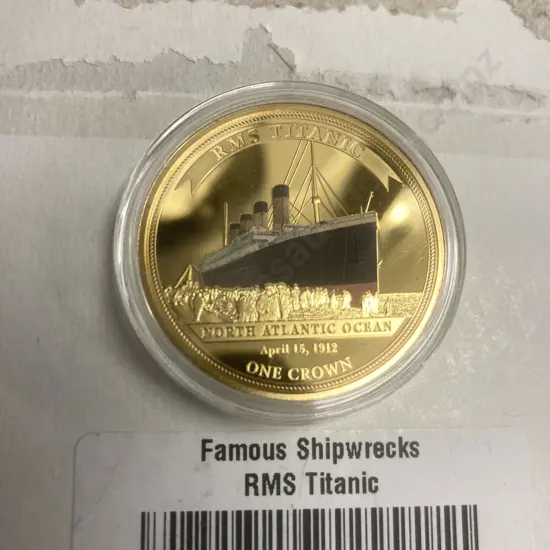 RMS TITANIC
NORTH ATLANTIC OCEAN
April 15, 1912
ONE CROWN
Famous Shipwrecks
RMS Titanic